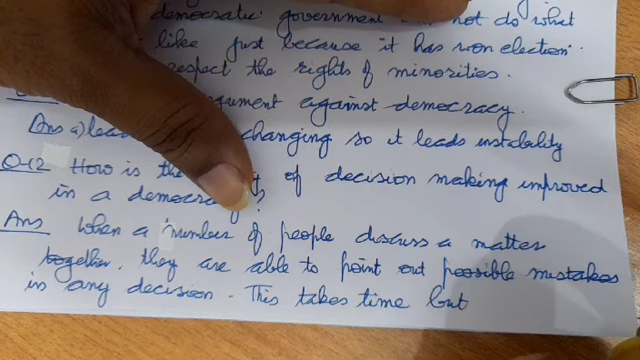 democratic government can not do what
like just because it has won election.
respect the rights of minorities.
argument against democracy.
Ans a) lead changing so it leads instability
Q-12 How is the of decision making improved
in a democracy?
Ans When a number of people discuss a matter
together, they are able to point out possible mistakes
in any decision. This takes time but